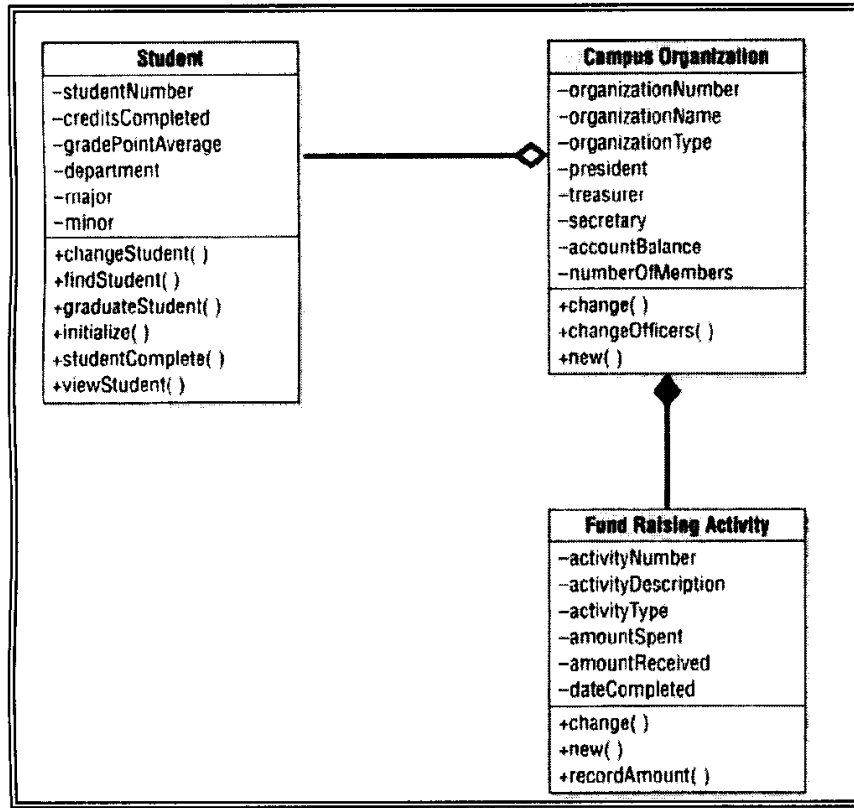 Student
–studentNumber
–creditsCompleted
–gradePointAverage
–department
–major
–minor
+changeStudent( )
+findStudent( )
+graduateStudent( )
+initialize( )
+studentComplete( )
+viewStudent( )
Campus Organization
–organizationNumber
–organizationName
–organizationType
–president
–treasurer
–secretary
–accountBalance
–numberOfMembers
+change( )
+changeOfficers( )
+new( )
Fund Raising Activity
–activityNumber
–activityDescription
–activityType
–amountSpent
–amountReceived
–dateCompleted
+change( )
+new( )
+recordAmount( )